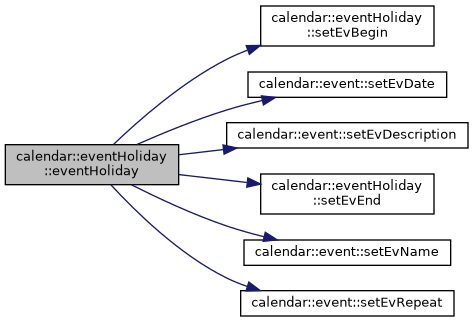 calendar::eventHoliday
::setEvBegin
calendar::event::setEvDate
calendar::event::setEvDescription
calendar::eventHoliday
::eventHoliday
calendar::eventHoliday
::setEvEnd
calendar::event::setEvName
calendar::event::setEvRepeat